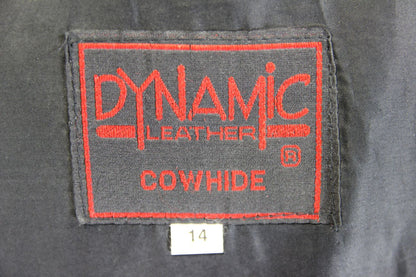 DYNAMiC
LEATHER
®
COWHIDE
14